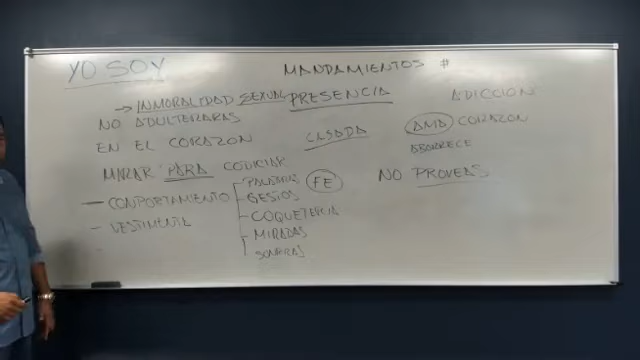 YO SOY
MANDAMIENTOS #
→ INMORALIDAD SEXUAL PRESENCIA
ADICCION
NO ADULTERARAS
EN EL CORAZON
CASADA
AMA CORAZON
ABORRECE
MIRAR PARA CODICIAR
NO PROVEAS
- COMPORTAMIENTO
- VESTIMENTA
PALABRAS FE
GESTOS
COQUETERIA
MIRADAS